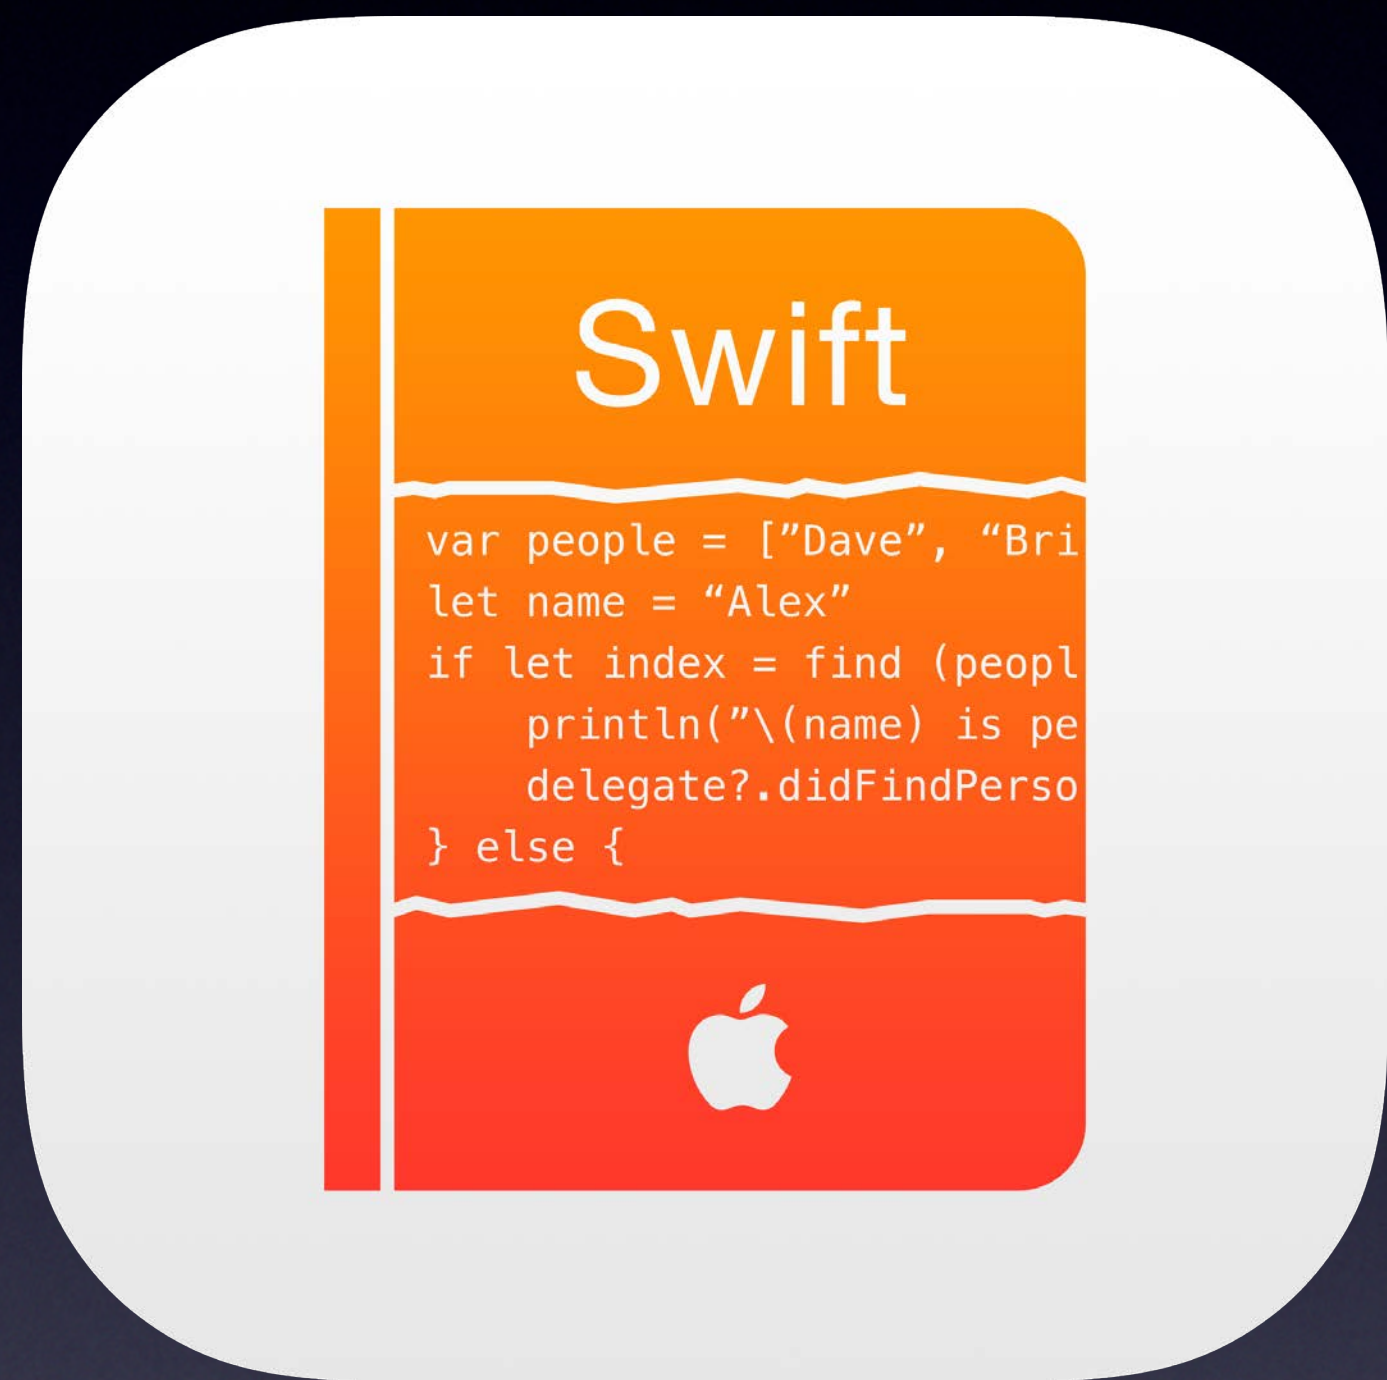 Swift
var people = [”Dave”, “Bri
let name = “Alex”
if let index = find (peopl
println(”\(name) is pe
delegate?.didFindPerso
} else {